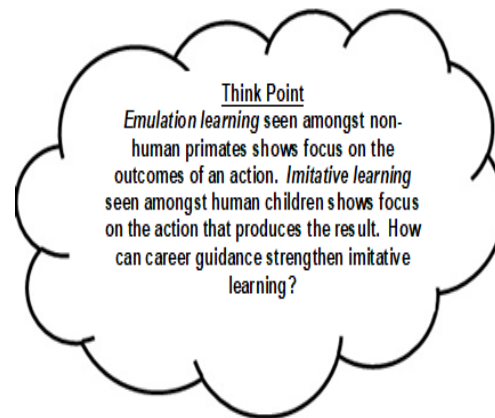 Think Point
Emulation learning seen amongst non-
human primates shows focus on the
outcomes of an action. Imitative learning
seen amongst human children shows focus
on the action that produces the result. How
can career guidance strengthen imitative
learning?